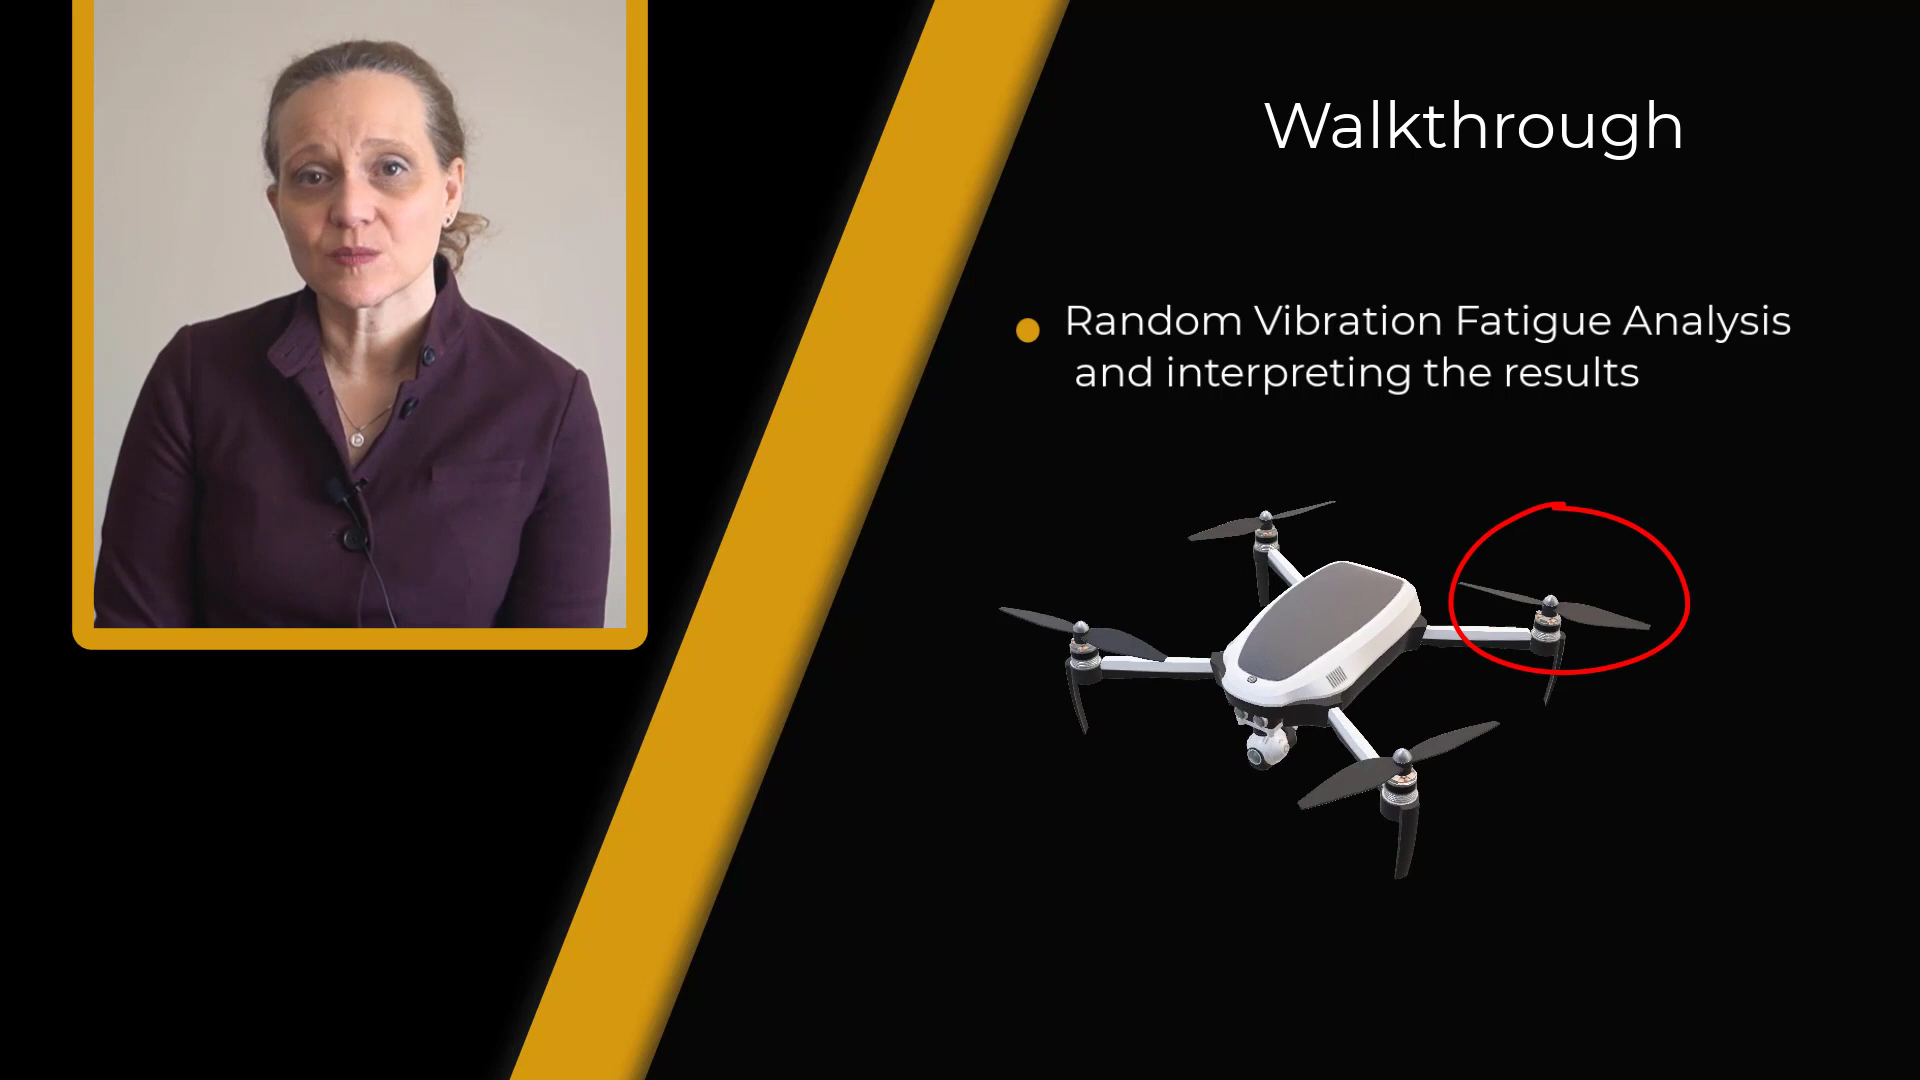 Walkthrough
Random Vibration Fatigue Analysis
and interpreting the results